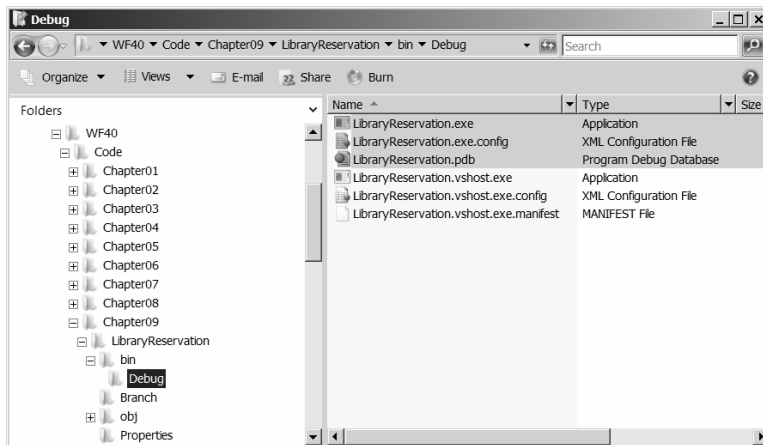 Debug
WF40 Code Chapter09 LibraryReservation bin Debug Search
Organize Views E-mail Share Burn
Folders
WF40
Code
Chapter01
Chapter02
Chapter03
Chapter04
Chapter05
Chapter06
Chapter07
Chapter08
Chapter09
LibraryReservation
bin
Debug
Branch
obj
Properties
Name Type Size
LibraryReservation.exe Application
LibraryReservation.exe.config XML Configuration File
LibraryReservation.pdb Program Debug Database
LibraryReservation.vshost.exe Application
LibraryReservation.vshost.exe.config XML Configuration File
LibraryReservation.vshost.exe.manifest MANIFEST File